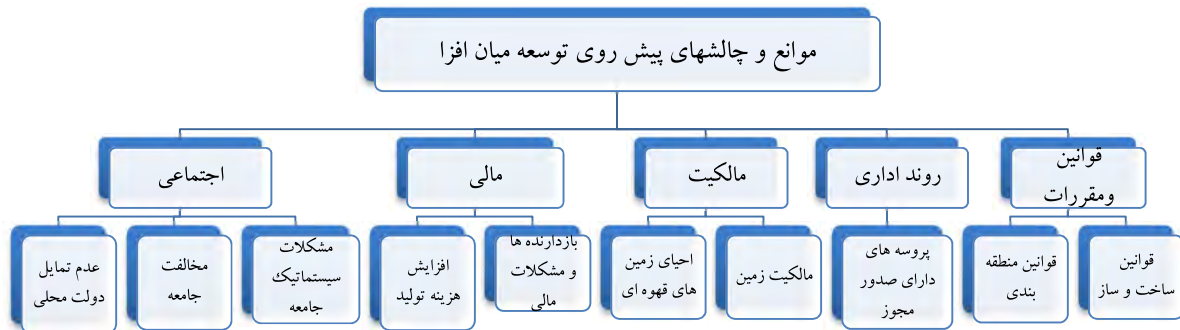 موانع و چالشهای پیش روی توسعه میان افزا
قوانین
ومقررات
روند اداری
مالکیت
مالی
اجتماعی
قوانین
ساخت و ساز
قوانین منطقه
بندی
پروسه های
دارای صدور
مجوز
مالکیت زمین
احیای زمین
های قهوه ای
بازدارنده ها
و مشکلات
مالی
افزایش
هزینه تولید
مشکلات
سیستماتیک
جامعه
مخالفت
جامعه
عدم تمایل
دولت محلی